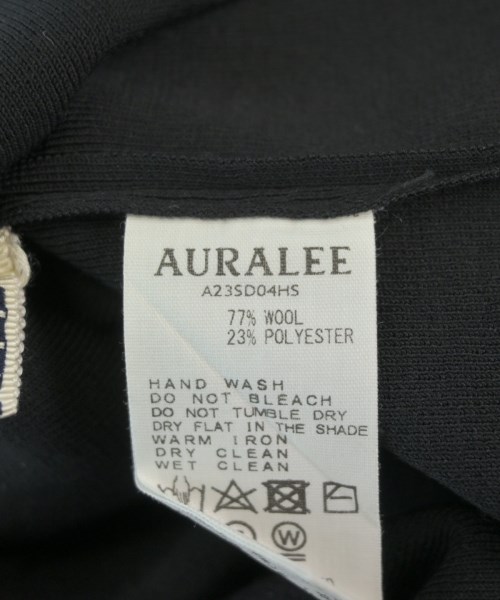 AURALEE
A23SD04HS
77% WOOL
23% POLYESTER
HAND WASH
DO NOT BLEACH
DO NOT TUMBLE DRY
DRY FLAT IN THE SHADE
WARM IRON
DRY CLEAN
WET CLEAN
W